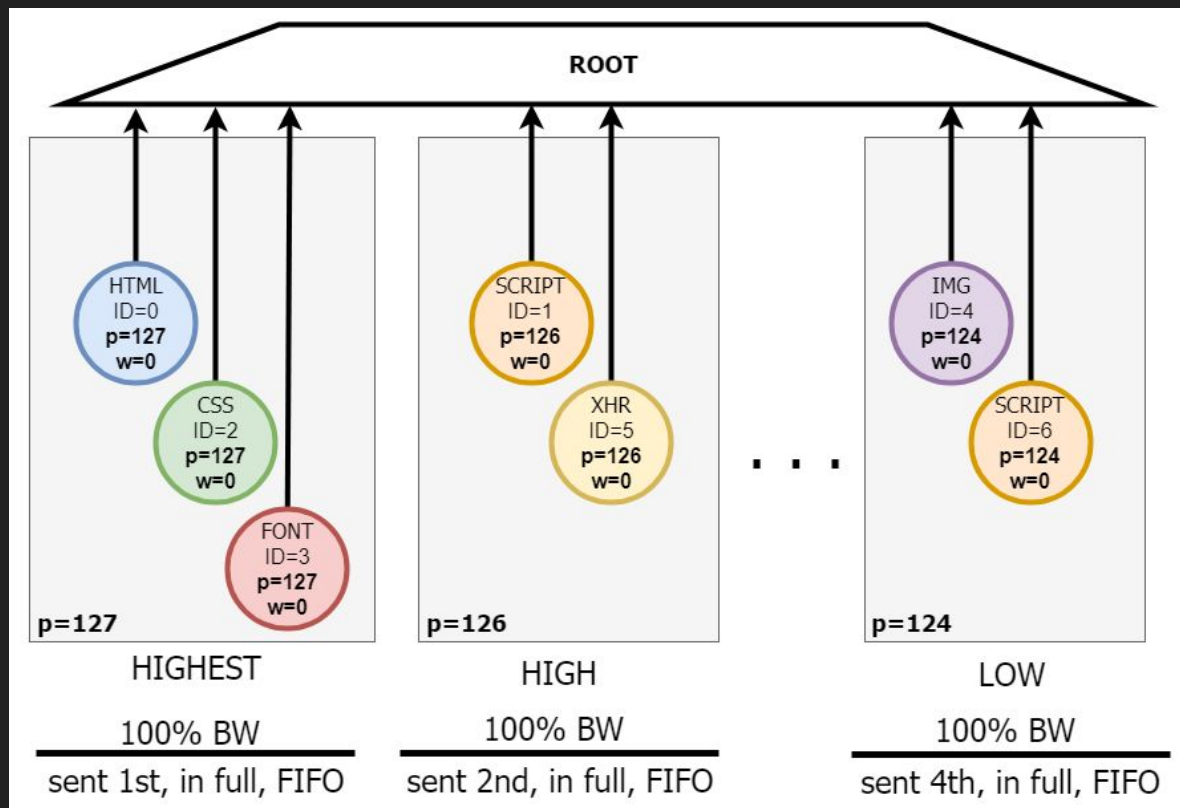 ROOT
HTML
ID=0
p=127
w=0
CSS
ID=2
p=127
w=0
FONT
ID=3
p=127
w=0
p=127
HIGHEST
100% BW
sent 1st, in full, FIFO
SCRIPT
ID=1
p=126
w=0
XHR
ID=5
p=126
w=0
p=126
HIGH
100% BW
sent 2nd, in full, FIFO
. . .
IMG
ID=4
p=124
w=0
SCRIPT
ID=6
p=124
w=0
p=124
LOW
100% BW
sent 4th, in full, FIFO